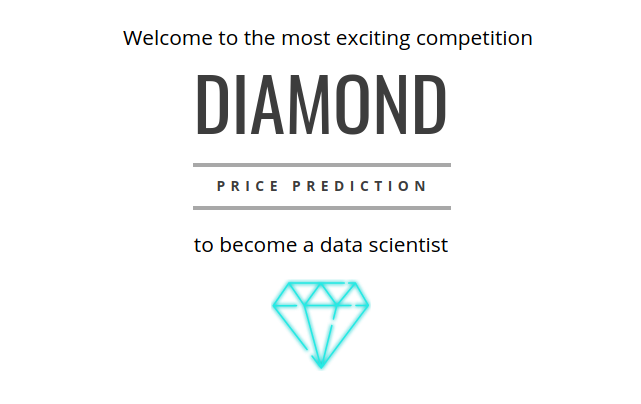 Welcome to the most exciting competition
DIAMOND
PRICE PREDICTION
to become a data scientist